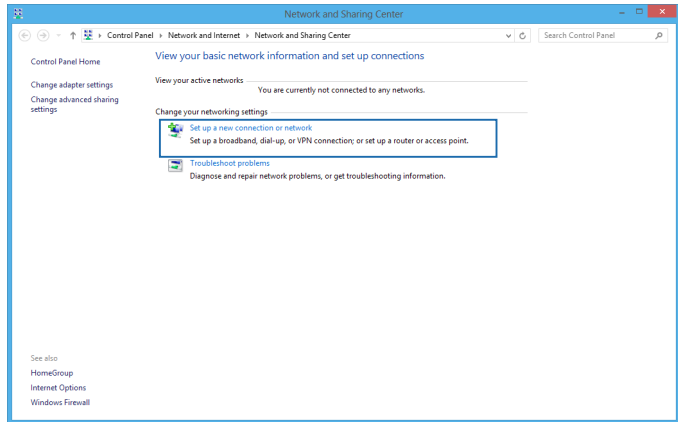 Network and Sharing Center
Control Panel › Network and Internet › Network and Sharing Center
Search Control Panel
Control Panel Home
Change adapter settings
Change advanced sharing
settings
View your basic network information and set up connections
View your active networks
You are currently not connected to any networks.
Change your networking settings
Set up a new connection or network
Set up a broadband, dial-up, or VPN connection; or set up a router or access point.
Troubleshoot problems
Diagnose and repair network problems, or get troubleshooting information.
See also
HomeGroup
Internet Options
Windows Firewall